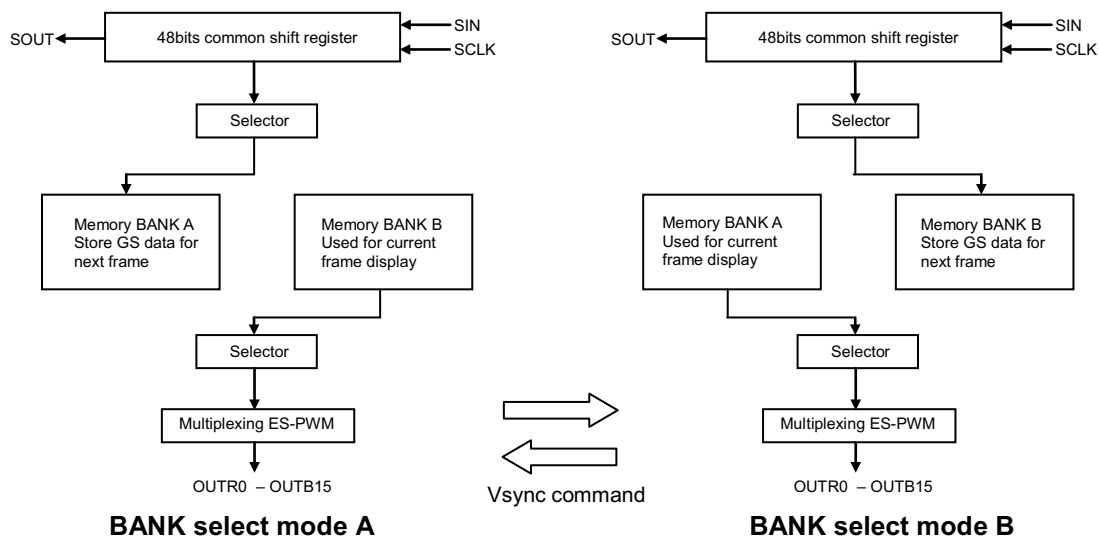 SOUT
48bits common shift register
SIN
SCLK
Selector
Memory BANK A
Store GS data for
next frame
Memory BANK B
Used for current
frame display
Selector
Multiplexing ES-PWM
OUTR0 – OUTB15
BANK select mode A
Vsync command
SOUT
48bits common shift register
SIN
SCLK
Selector
Memory BANK A
Used for current
frame display
Memory BANK B
Store GS data for
next frame
Selector
Multiplexing ES-PWM
OUTR0 – OUTB15
BANK select mode B